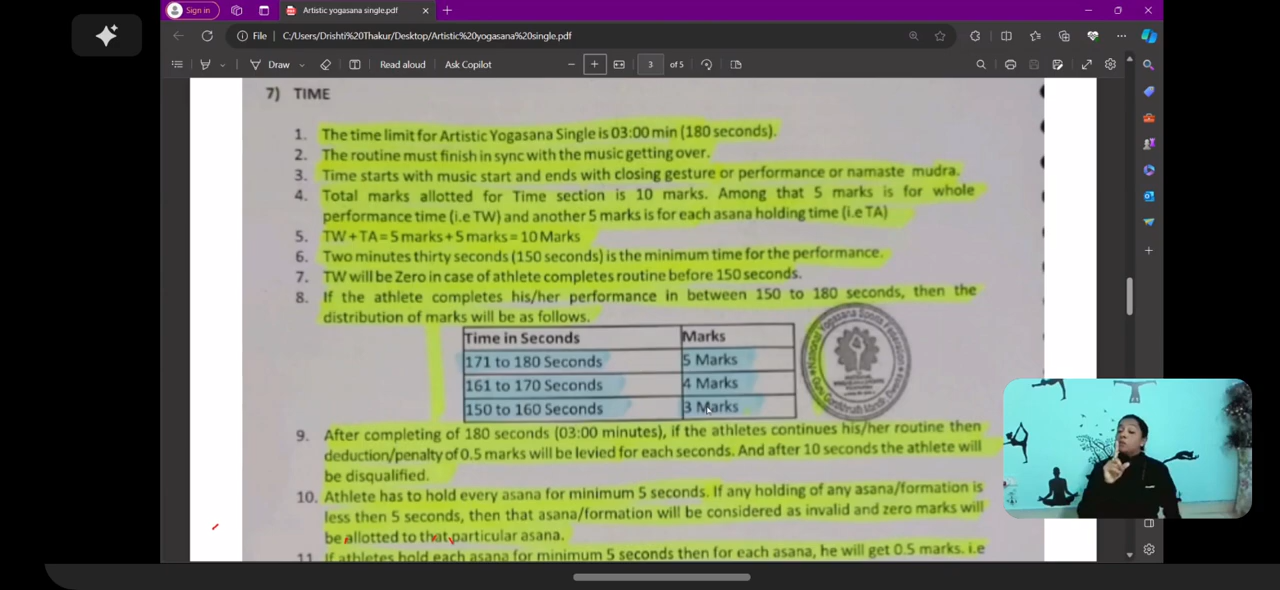 Sign in
Artistic yogasana single.pdf
File
C:/Users/Drishti%20Thakur/Desktop/Artistic%20yogasana%20single.pdf
Draw
Read aloud
Ask Copilot
3 of 5
7) TIME
1. The time limit for Artistic Yogasana Single is 03:00 min (180 seconds).
2. The routine must finish in sync with the music getting over.
3. Time starts with music start and ends with closing gesture or performance or namaste mudra.
4. Total marks allotted for Time section is 10 marks. Among that 5 marks is for whole
performance time (i.e TW) and another 5 marks is for each asana holding time (i.e TA)
5. TW + TA = 5 marks + 5 marks = 10 Marks
6. Two minutes thirty seconds (150 seconds) is the minimum time for the performance.
7. TW will be Zero in case of athlete completes routine before 150 seconds.
8. If the athlete completes his/her performance in between 150 to 180 seconds, then the
distribution of marks will be as follows.
Time in Seconds Marks
171 to 180 Seconds 5 Marks
161 to 170 Seconds 4 Marks
150 to 160 Seconds 3 Marks
National Yogasana Sports Federation
9. After completing of 180 seconds (03:00 minutes), if the athletes continues his/her routine then
deduction/penalty of 0.5 marks will be levied for each seconds. And after 10 seconds the athlete will
be disqualified.
10. Athlete has to hold every asana for minimum 5 seconds. If any holding of any asana/formation is
less then 5 seconds, then that asana/formation will be considered as invalid and zero marks will
be allotted to that particular asana.
11. If athletes hold each asana for minimum 5 seconds then for each asana, he will get 0.5 marks. i.e